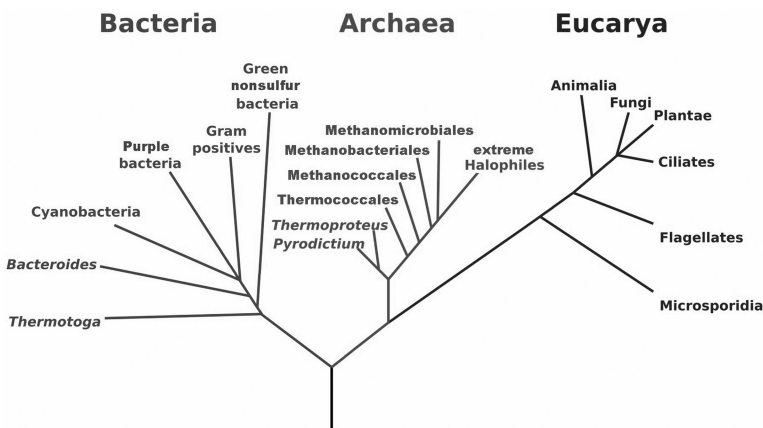 Bacteria
Archaea
Eucarya
Green
nonsulfur
bacteria
Gram
positives
Purple
bacteria
Cyanobacteria
Bacteroides
Thermotoga
Methanomicrobiales
Methanobacteriales
Methanococcales
Thermococcales
Thermoproteus
Pyrodictium
extreme
Halophiles
Animalia
Fungi
Plantae
Ciliates
Flagellates
Microsporidia